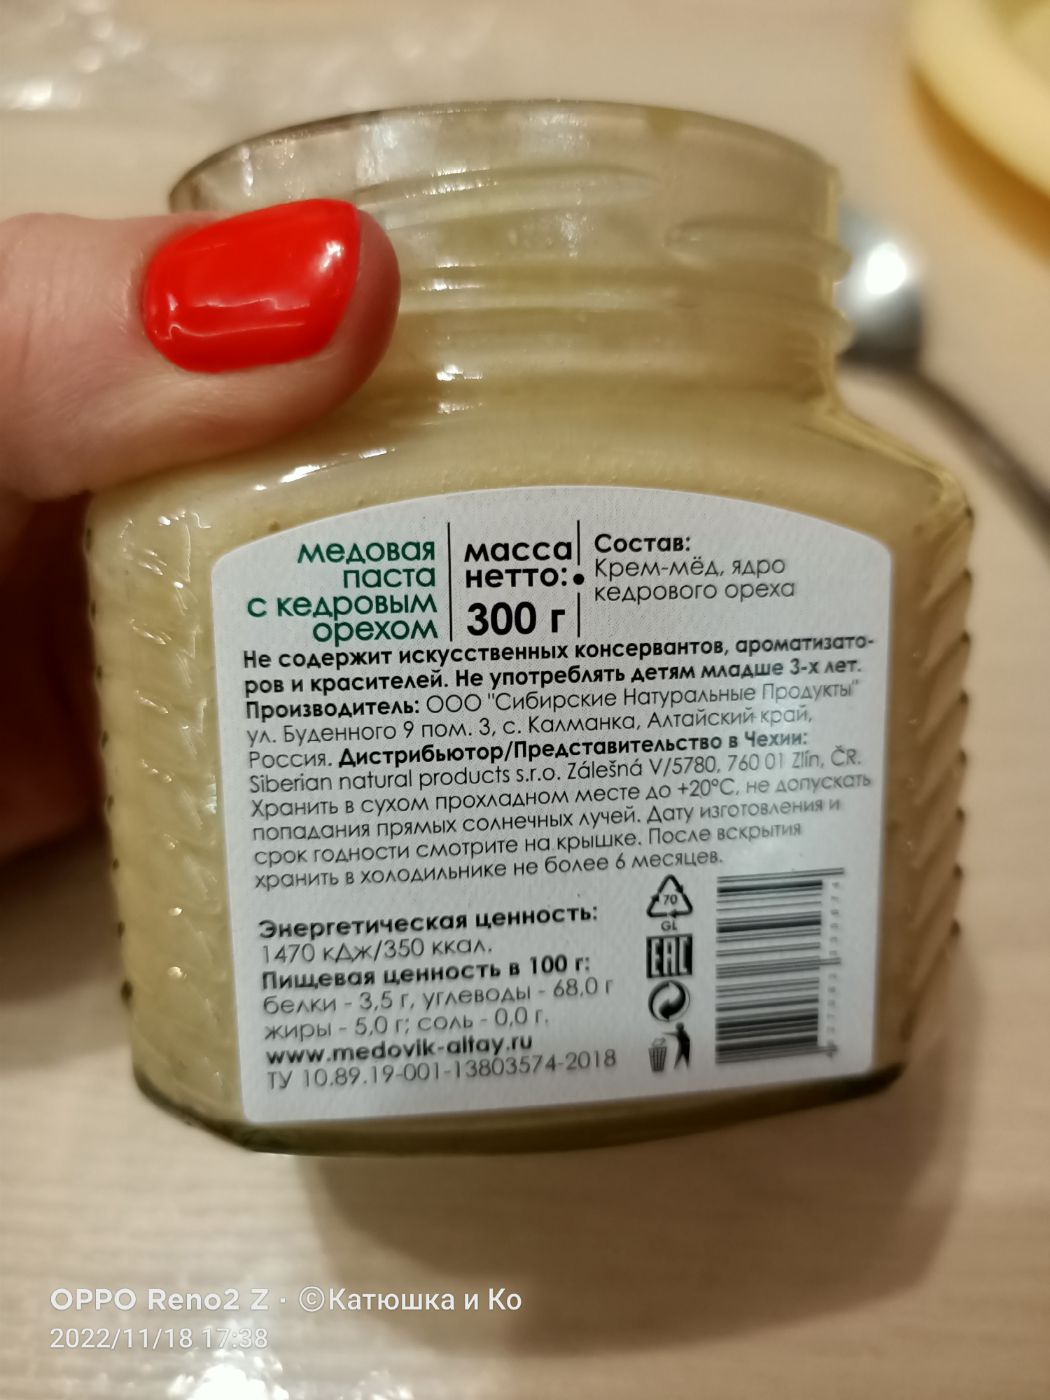 медовая
паста
с кедровым
орехом
масса
нетто:
300 г
Состав:
Крем-мёд, ядро
кедрового ореха
Не содержит искусственных консервантов, ароматизато-
ров и красителей. Не употреблять детям младше 3-х лет.
Производитель: ООО "Сибирские Натуральные Продукты"
ул. Буденного 9 пом. 3, с. Калманка, Алтайский край,
Россия. Дистрибьютор/Представительство в Чехии:
Siberian natural products s.r.o. Zálešná V/5780, 760 01 Zlín, ČR.
Хранить в сухом прохладном месте до +20°C, не допускать
попадания прямых солнечных лучей. Дату изготовления и
срок годности смотрите на крышке. После вскрытия
хранить в холодильнике не более 6 месяцев.
Энергетическая ценность:
1470 кДж/350 ккал.
Пищевая ценность в 100 г:
белки - 3,5 г, углеводы - 68,0 г
жиры - 5,0 г; соль - 0,0 г.
www.medovik-altay.ru
ТУ 10.89.19-001-13803574-2018
70
GL
EAC
OPPO Reno2 Z · ©Катюшка и Ко
2022/11/18 17:38